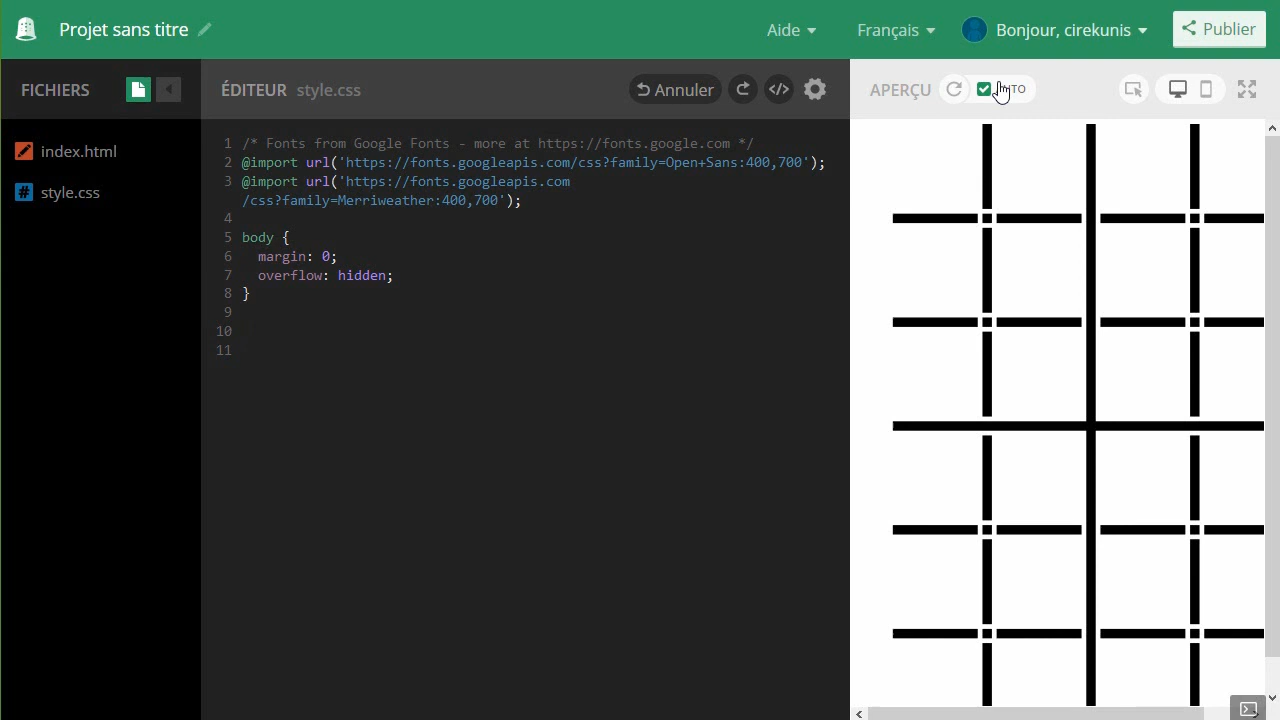 Projet sans titre
Aide
Français
Bonjour, cirekunis
Publier
FICHIERS
ÉDITEUR style.css
Annuler
</>
APERÇU
index.html
style.css
1 /* Fonts from Google Fonts - more at https://fonts.google.com */
2 @import url('https://fonts.googleapis.com/css?family=Open+Sans:400,700');
3 @import url('https://fonts.googleapis.com
/css?family=Merriweather:400,700');
4
5 body {
6 margin: 0;
7 overflow: hidden;
8 }
9
10
11